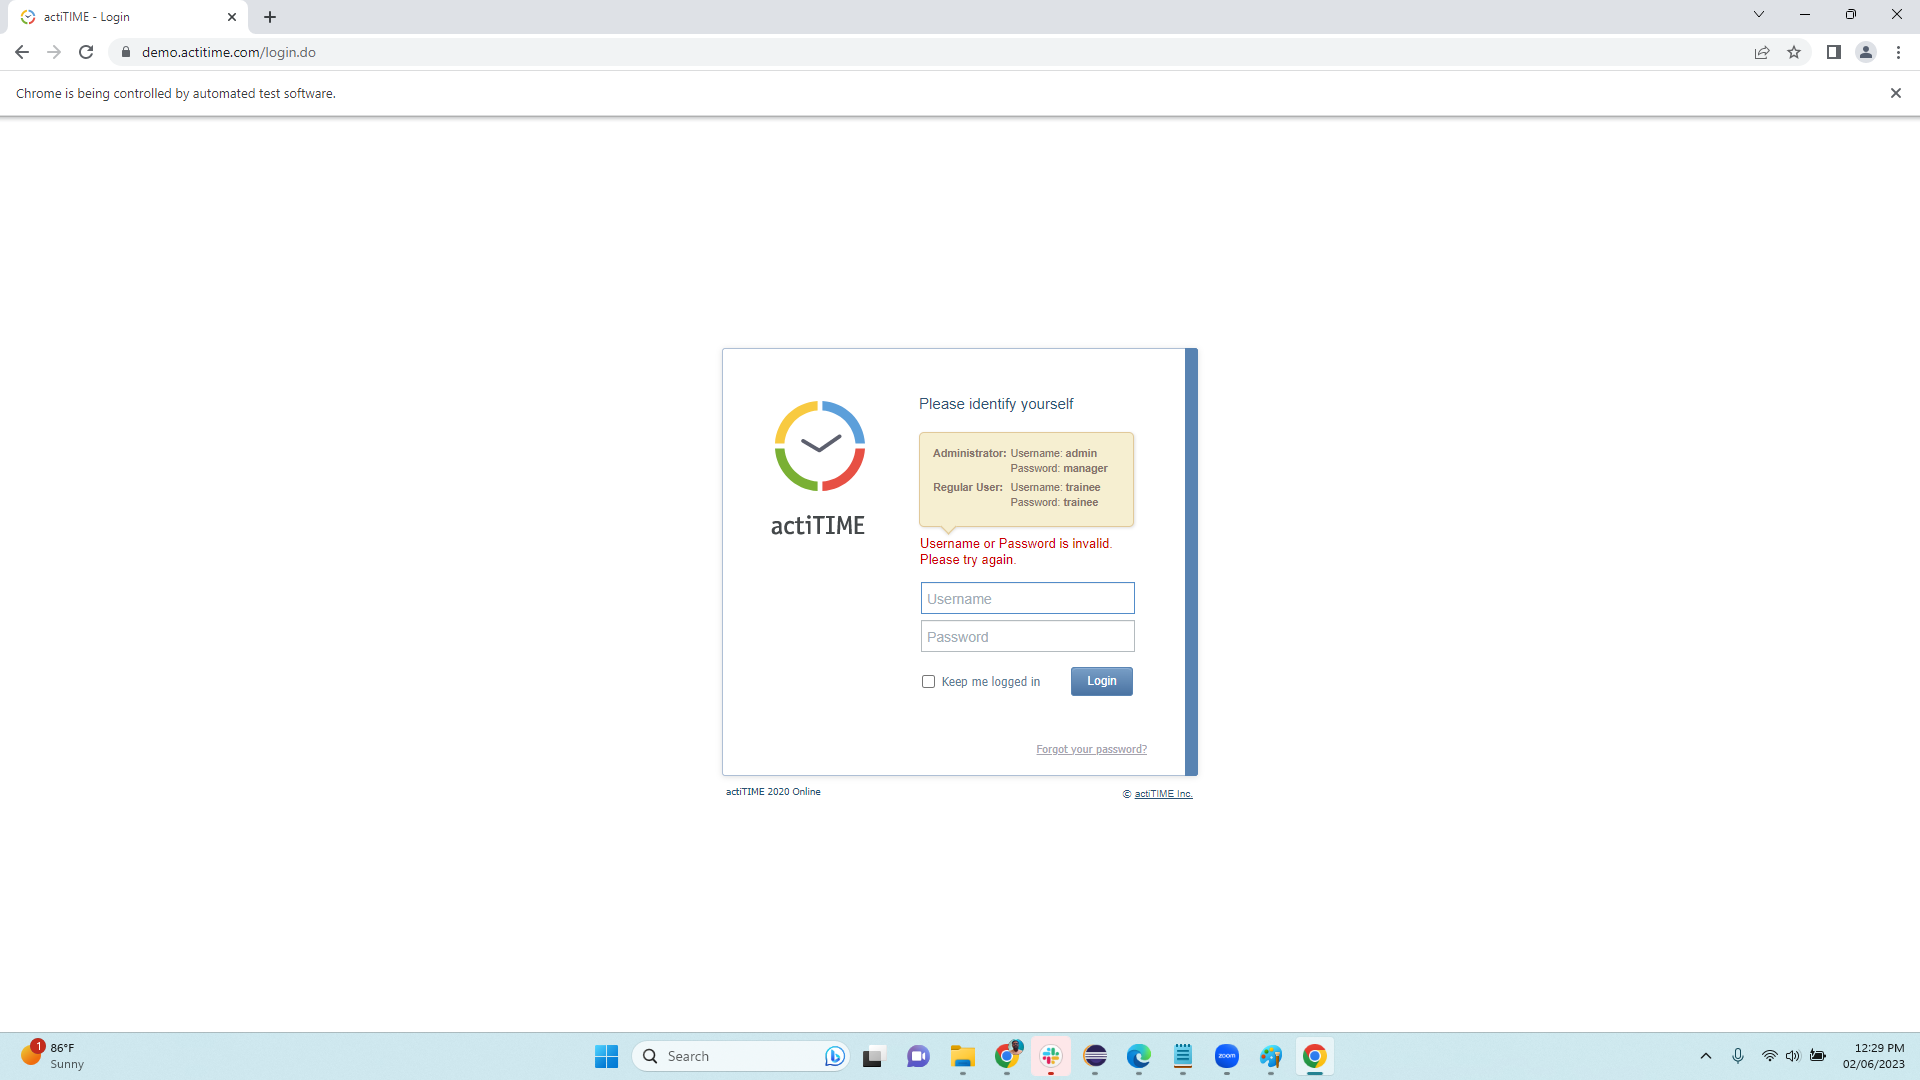 actiTIME - Login
demo.actitime.com/login.do
Chrome is being controlled by automated test software.
Please identify yourself
Administrator: Username: admin
Password: manager
Regular User: Username: trainee
Password: trainee
actiTIME
Username or Password is invalid.
Please try again.
Username
Password
Keep me logged in
Login
Forgot your password?
actiTIME 2020 Online
© actiTIME Inc.
1
86°F
Sunny
Search
zoom
12:29 PM
02/06/2023